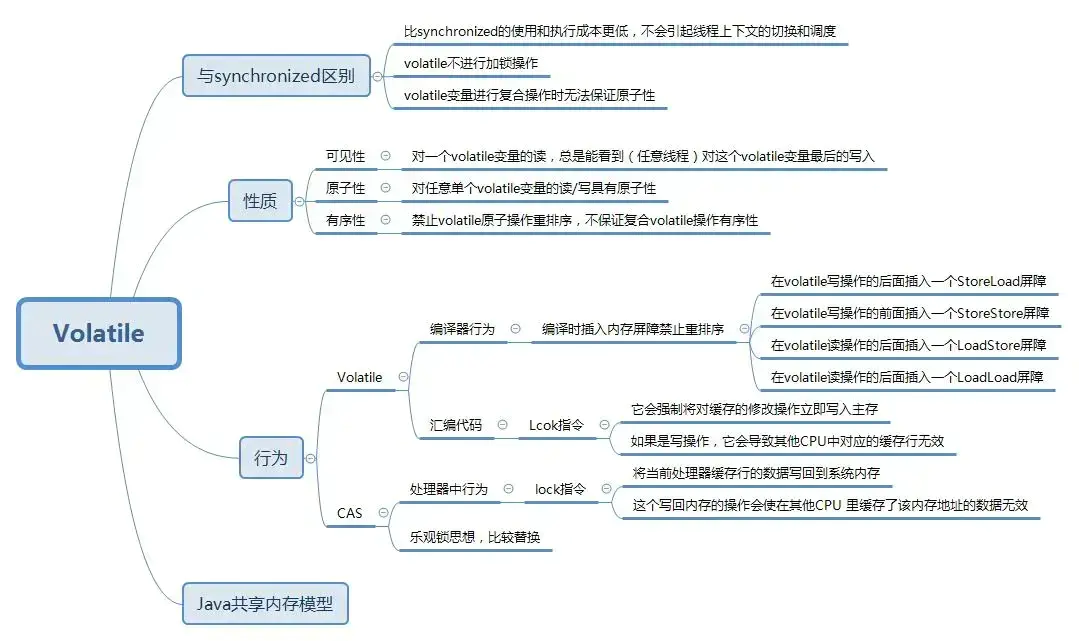 Volatile
与synchronized区别
比synchronized的使用和执行成本更低，不会引起线程上下文的切换和调度
volatile不进行加锁操作
volatile变量进行复合操作时无法保证原子性
性质
可见性
对一个volatile变量的读，总是能看到（任意线程）对这个volatile变量最后的写入
原子性
对任意单个volatile变量的读/写具有原子性
有序性
禁止volatile原子操作重排序，不保证复合volatile操作有序性
行为
Volatile
编译器行为
编译时插入内存屏障禁止重排序
在volatile写操作的后面插入一个StoreLoad屏障
在volatile写操作的前面插入一个StoreStore屏障
在volatile读操作的后面插入一个LoadStore屏障
在volatile读操作的后面插入一个LoadLoad屏障
汇编代码
Lcok指令
它会强制将对缓存的修改操作立即写入主存
如果是写操作，它会导致其他CPU中对应的缓存行无效
CAS
处理器中行为
lock指令
将当前处理器缓存行的数据写回到系统内存
这个写回内存的操作会使在其他CPU 里缓存了该内存地址的数据无效
乐观锁思想，比较替换
Java共享内存模型